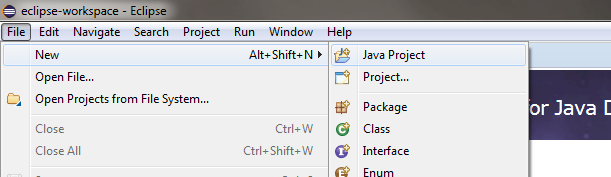 eclipse-workspace - Eclipse
File Edit Navigate Search Project Run Window Help
New Alt+Shift+N
Open File...
Open Projects from File System...
Close Ctrl+W
Close All Ctrl+Shift+W
Java Project
Project...
Package
Class
Interface
Enum
for Java D